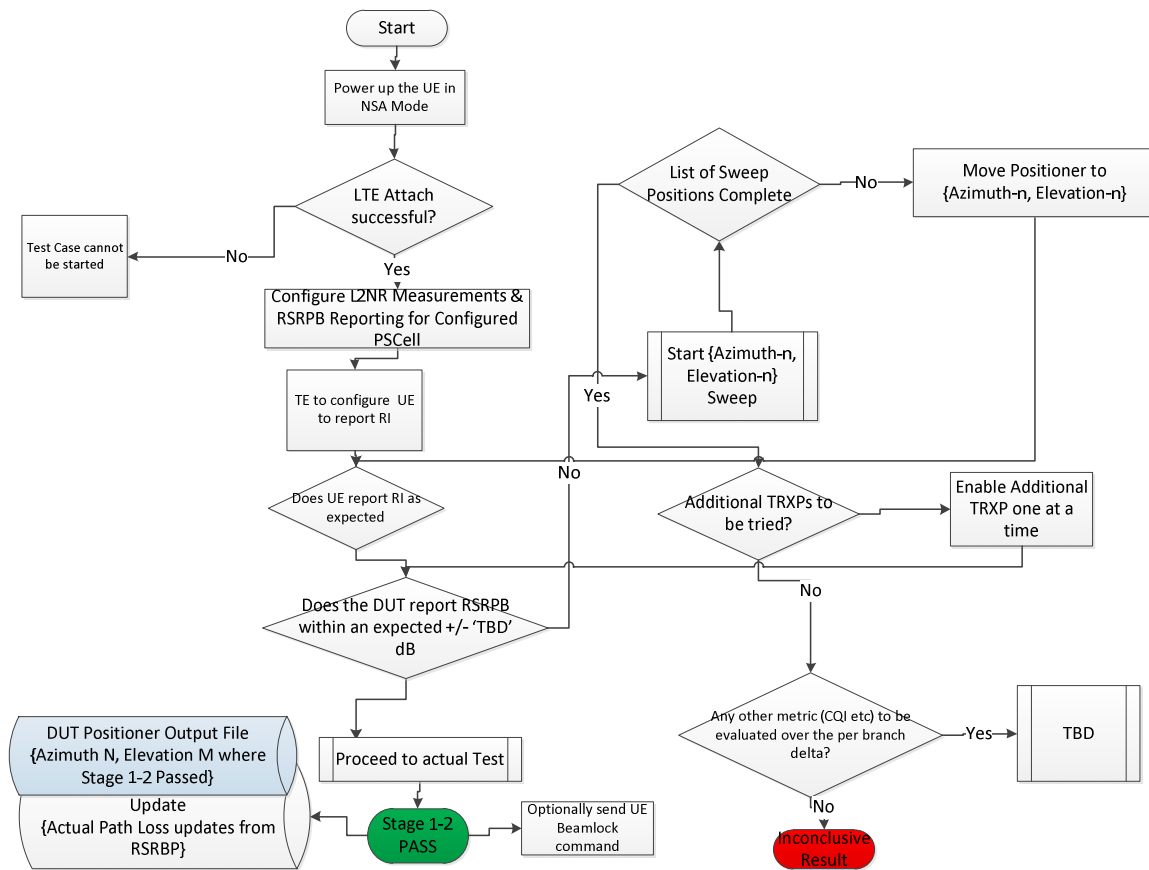 Start
Power up the UE in
NSA Mode
LTE Attach
successful?
No
Test Case cannot
be started
Yes
Configure L2NR Measurements &
RSRPB Reporting for Configured
PSCell
TE to configure UE
to report RI
Does UE report RI as
expected
Does the DUT report RSRPB
within an expected +/- ‘TBD’
dB
No
List of Sweep
Positions Complete
No
Move Positioner to
{Azimuth-n, Elevation-n}
Start {Azimuth-n,
Elevation-n}
Sweep
Yes
Additional TRXPs to
be tried?
Enable Additional
TRXP one at a
time
No
Any other metric (CQI etc) to be
evaluated over the per branch
delta?
Yes
TBD
No
Inconclusive
Result
Proceed to actual Test
Stage 1-2
PASS
Optionally send UE
Beamlock
command
DUT Positioner Output File
{Azimuth N, Elevation M where
Stage 1-2 Passed}
Update
{Actual Path Loss updates from
RSRBP}